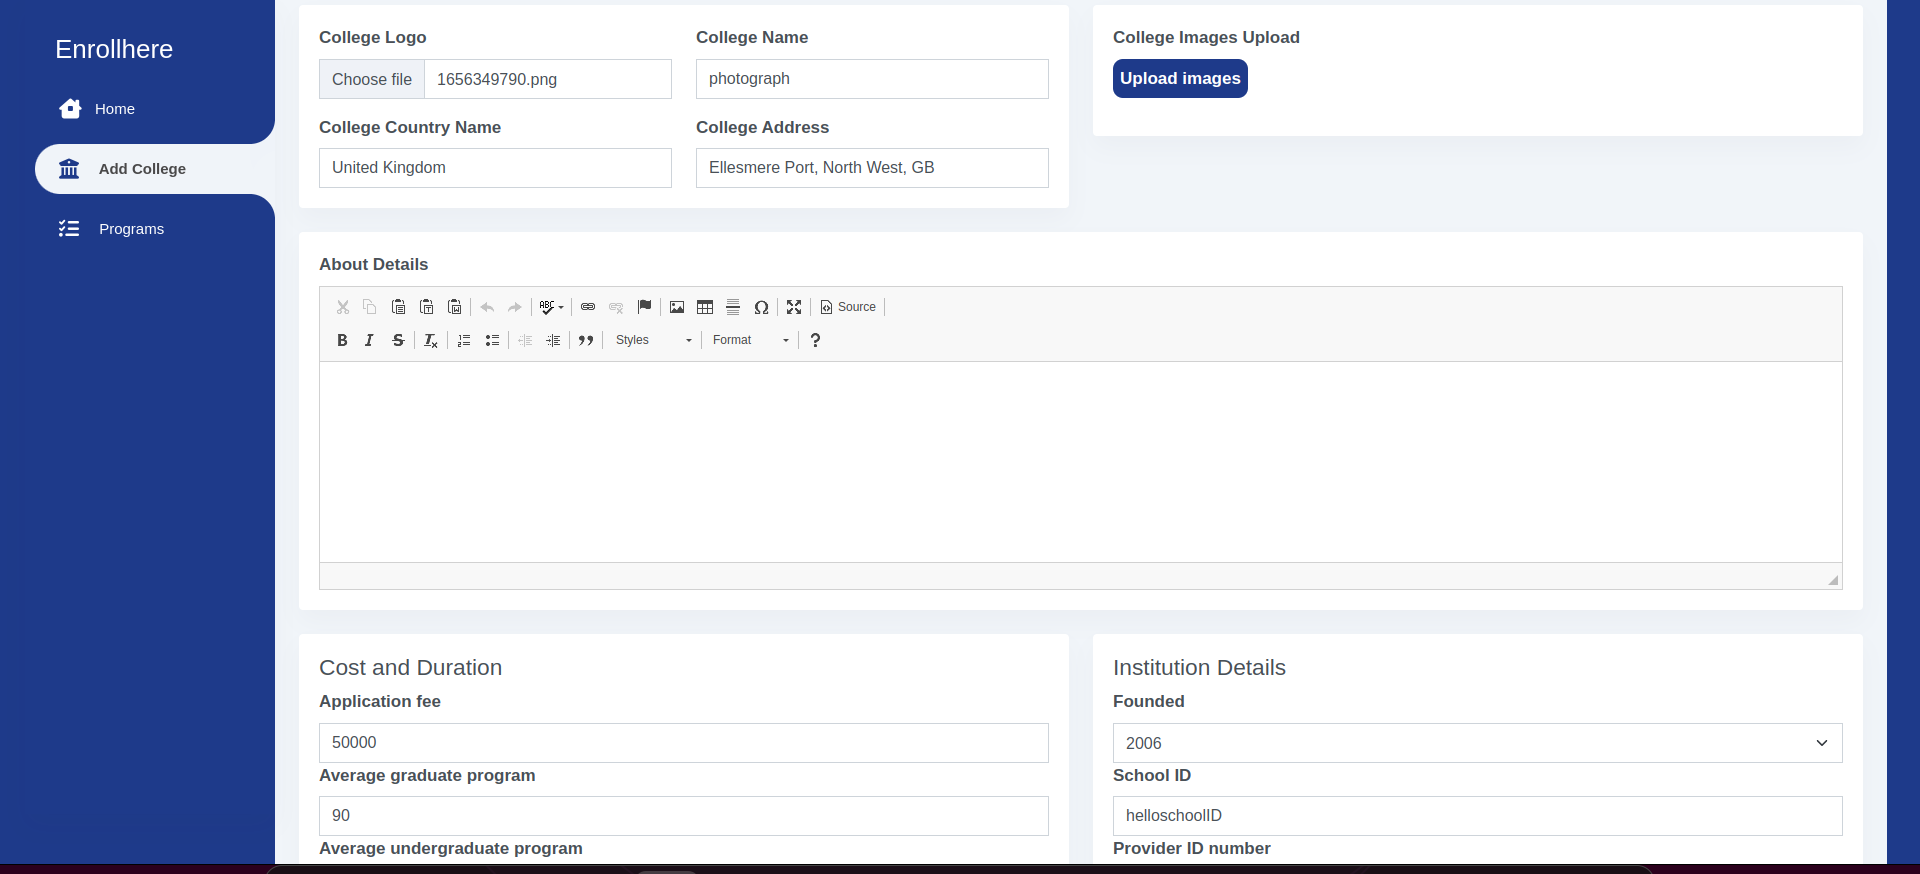 Enrollhere
Home
Add College
Programs
College Logo
College Name
Choose file
1656349790.png
photograph
College Country Name
College Address
United Kingdom
Ellesmere Port, North West, GB
College Images Upload
Upload images
About Details
ABC
Source
B I S Tx
Styles
Format
?
Cost and Duration
Application fee
50000
Average graduate program
90
Average undergraduate program
Institution Details
Founded
2006
School ID
helloschoolID
Provider ID number